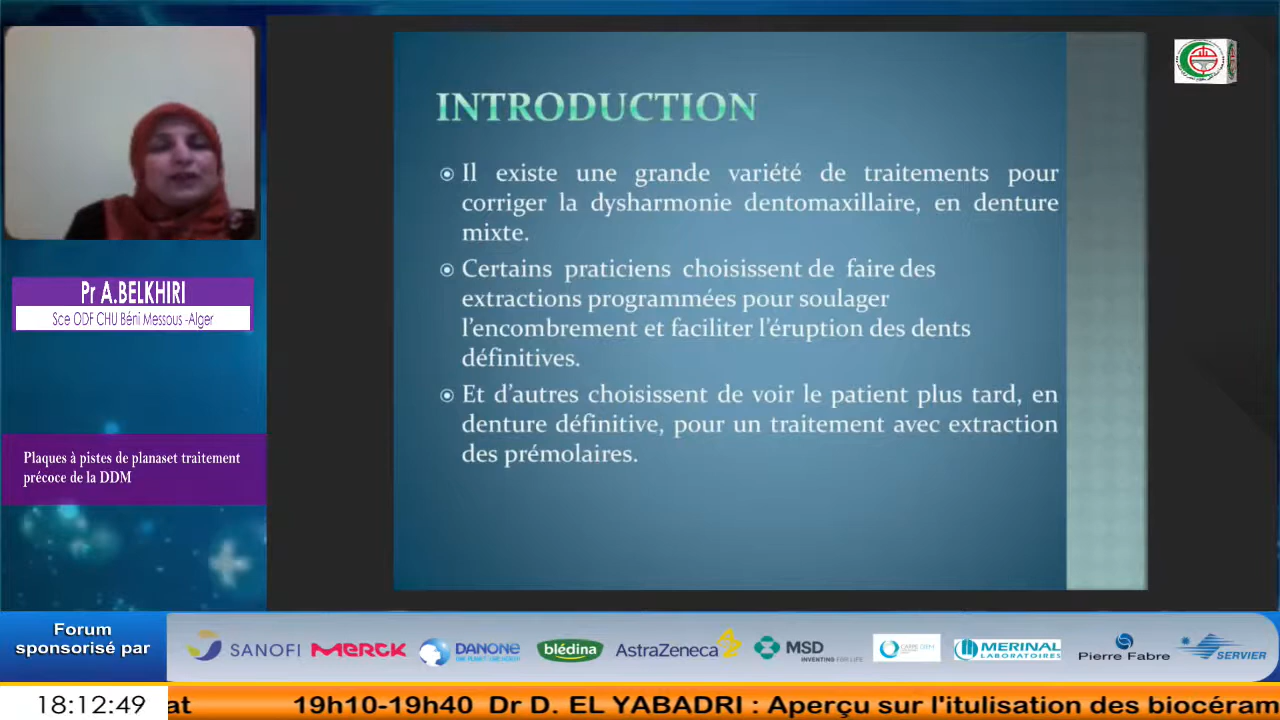 INTRODUCTION
Il existe une grande variété de traitements pour
corriger la dysharmonie dentomaxillaire, en denture
mixte.
Certains praticiens choisissent de faire des
extractions programmées pour soulager
l'encombrement et faciliter l'éruption des dents
définitives.
Et d'autres choisissent de voir le patient plus tard, en
denture définitive, pour un traitement avec extraction
des prémolaires.
Pr A.BELKHIRI
Sce ODF CHU Béni Messous -Alger
Plaques à pistes de planaset traitement
précoce de la DDM
Forum
sponsorisé par
SANOFI
MERCK
DANONE
blédina
AstraZeneca
MSD
INVENTING FOR LIFE
MERINAL
LABORATOIRES
Pierre Fabre
SERVIER
18:12:49
at 19h10-19h40 Dr D. EL YABADRI : Aperçu sur l'itulisation des biocéram